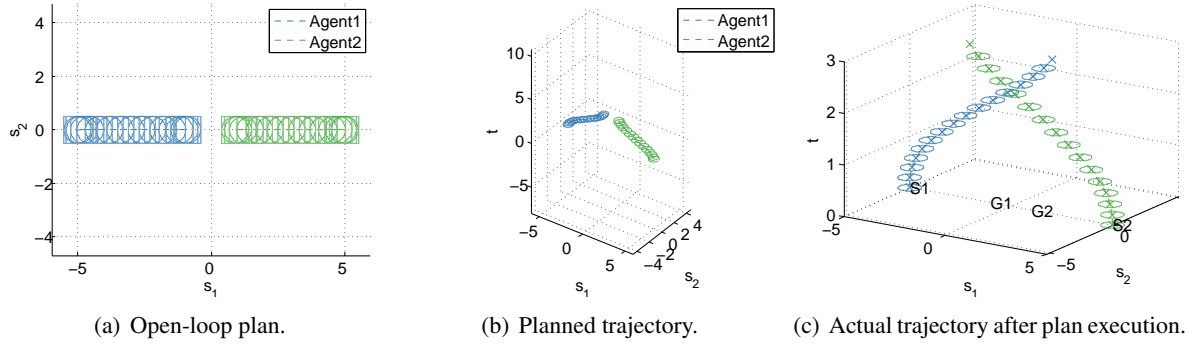 Agent1
Agent2
4
2
0
−2
−4
s2
−5
0
5
s1
(a) Open-loop plan.
Agent1
Agent2
10
5
0
−5
t
−5
0
5
s1
−4
−2
0
2
4
s2
(b) Planned trajectory.
3
2
1
0
t
S1
G1
G2
S2
−5
0
5
s1
−5
0
s2
(c) Actual trajectory after plan execution.